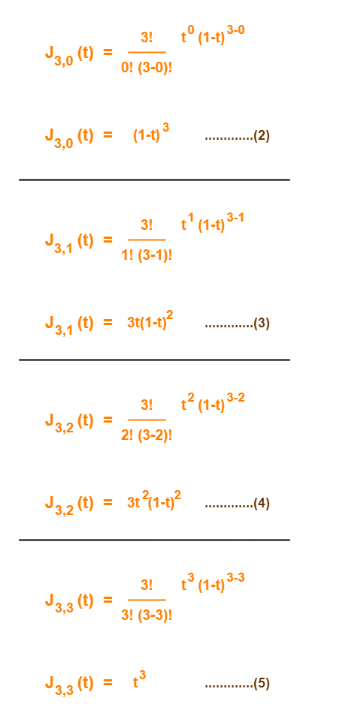 J₃,₀ (t) = 3! / 0! (3-0)! t⁰ (1-t)³⁻⁰
J₃,₀ (t) = (1-t)³ .............(2)
J₃,₁ (t) = 3! / 1! (3-1)! t¹ (1-t)³⁻¹
J₃,₁ (t) = 3t(1-t)² .............(3)
J₃,₂ (t) = 3! / 2! (3-2)! t² (1-t)³⁻²
J₃,₂ (t) = 3t²(1-t)² .............(4)
J₃,₃ (t) = 3! / 3! (3-3)! t³ (1-t)³⁻³
J₃,₃ (t) = t³ .............(5)